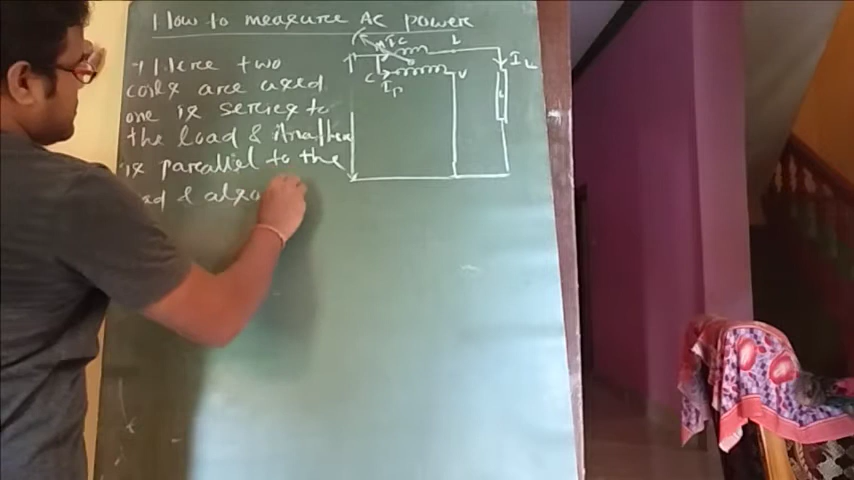 How to measure Ac power
Here two
coils are used
one is series to
the load & another
is parallel to the
& also
Ic
L
IL
C
V
Ip
L